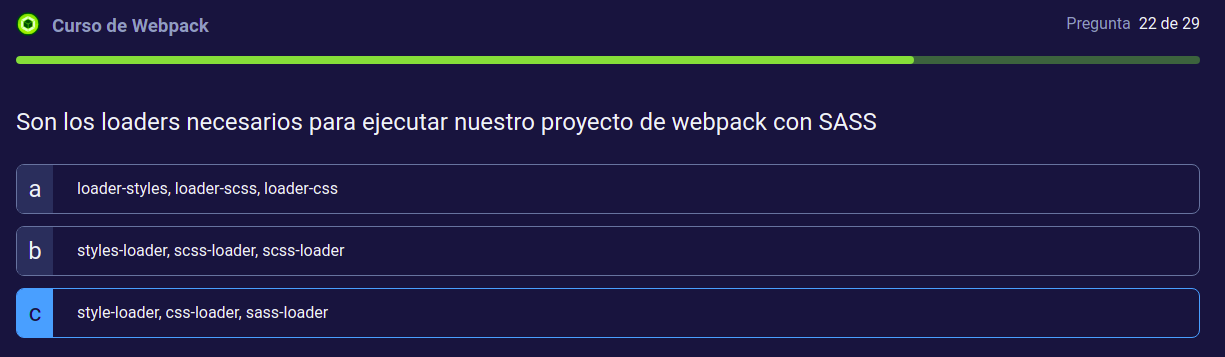 Curso de Webpack
Pregunta 22 de 29
Son los loaders necesarios para ejecutar nuestro proyecto de webpack con SASS
a loader-styles, loader-scss, loader-css
b styles-loader, scss-loader, scss-loader
c style-loader, css-loader, sass-loader